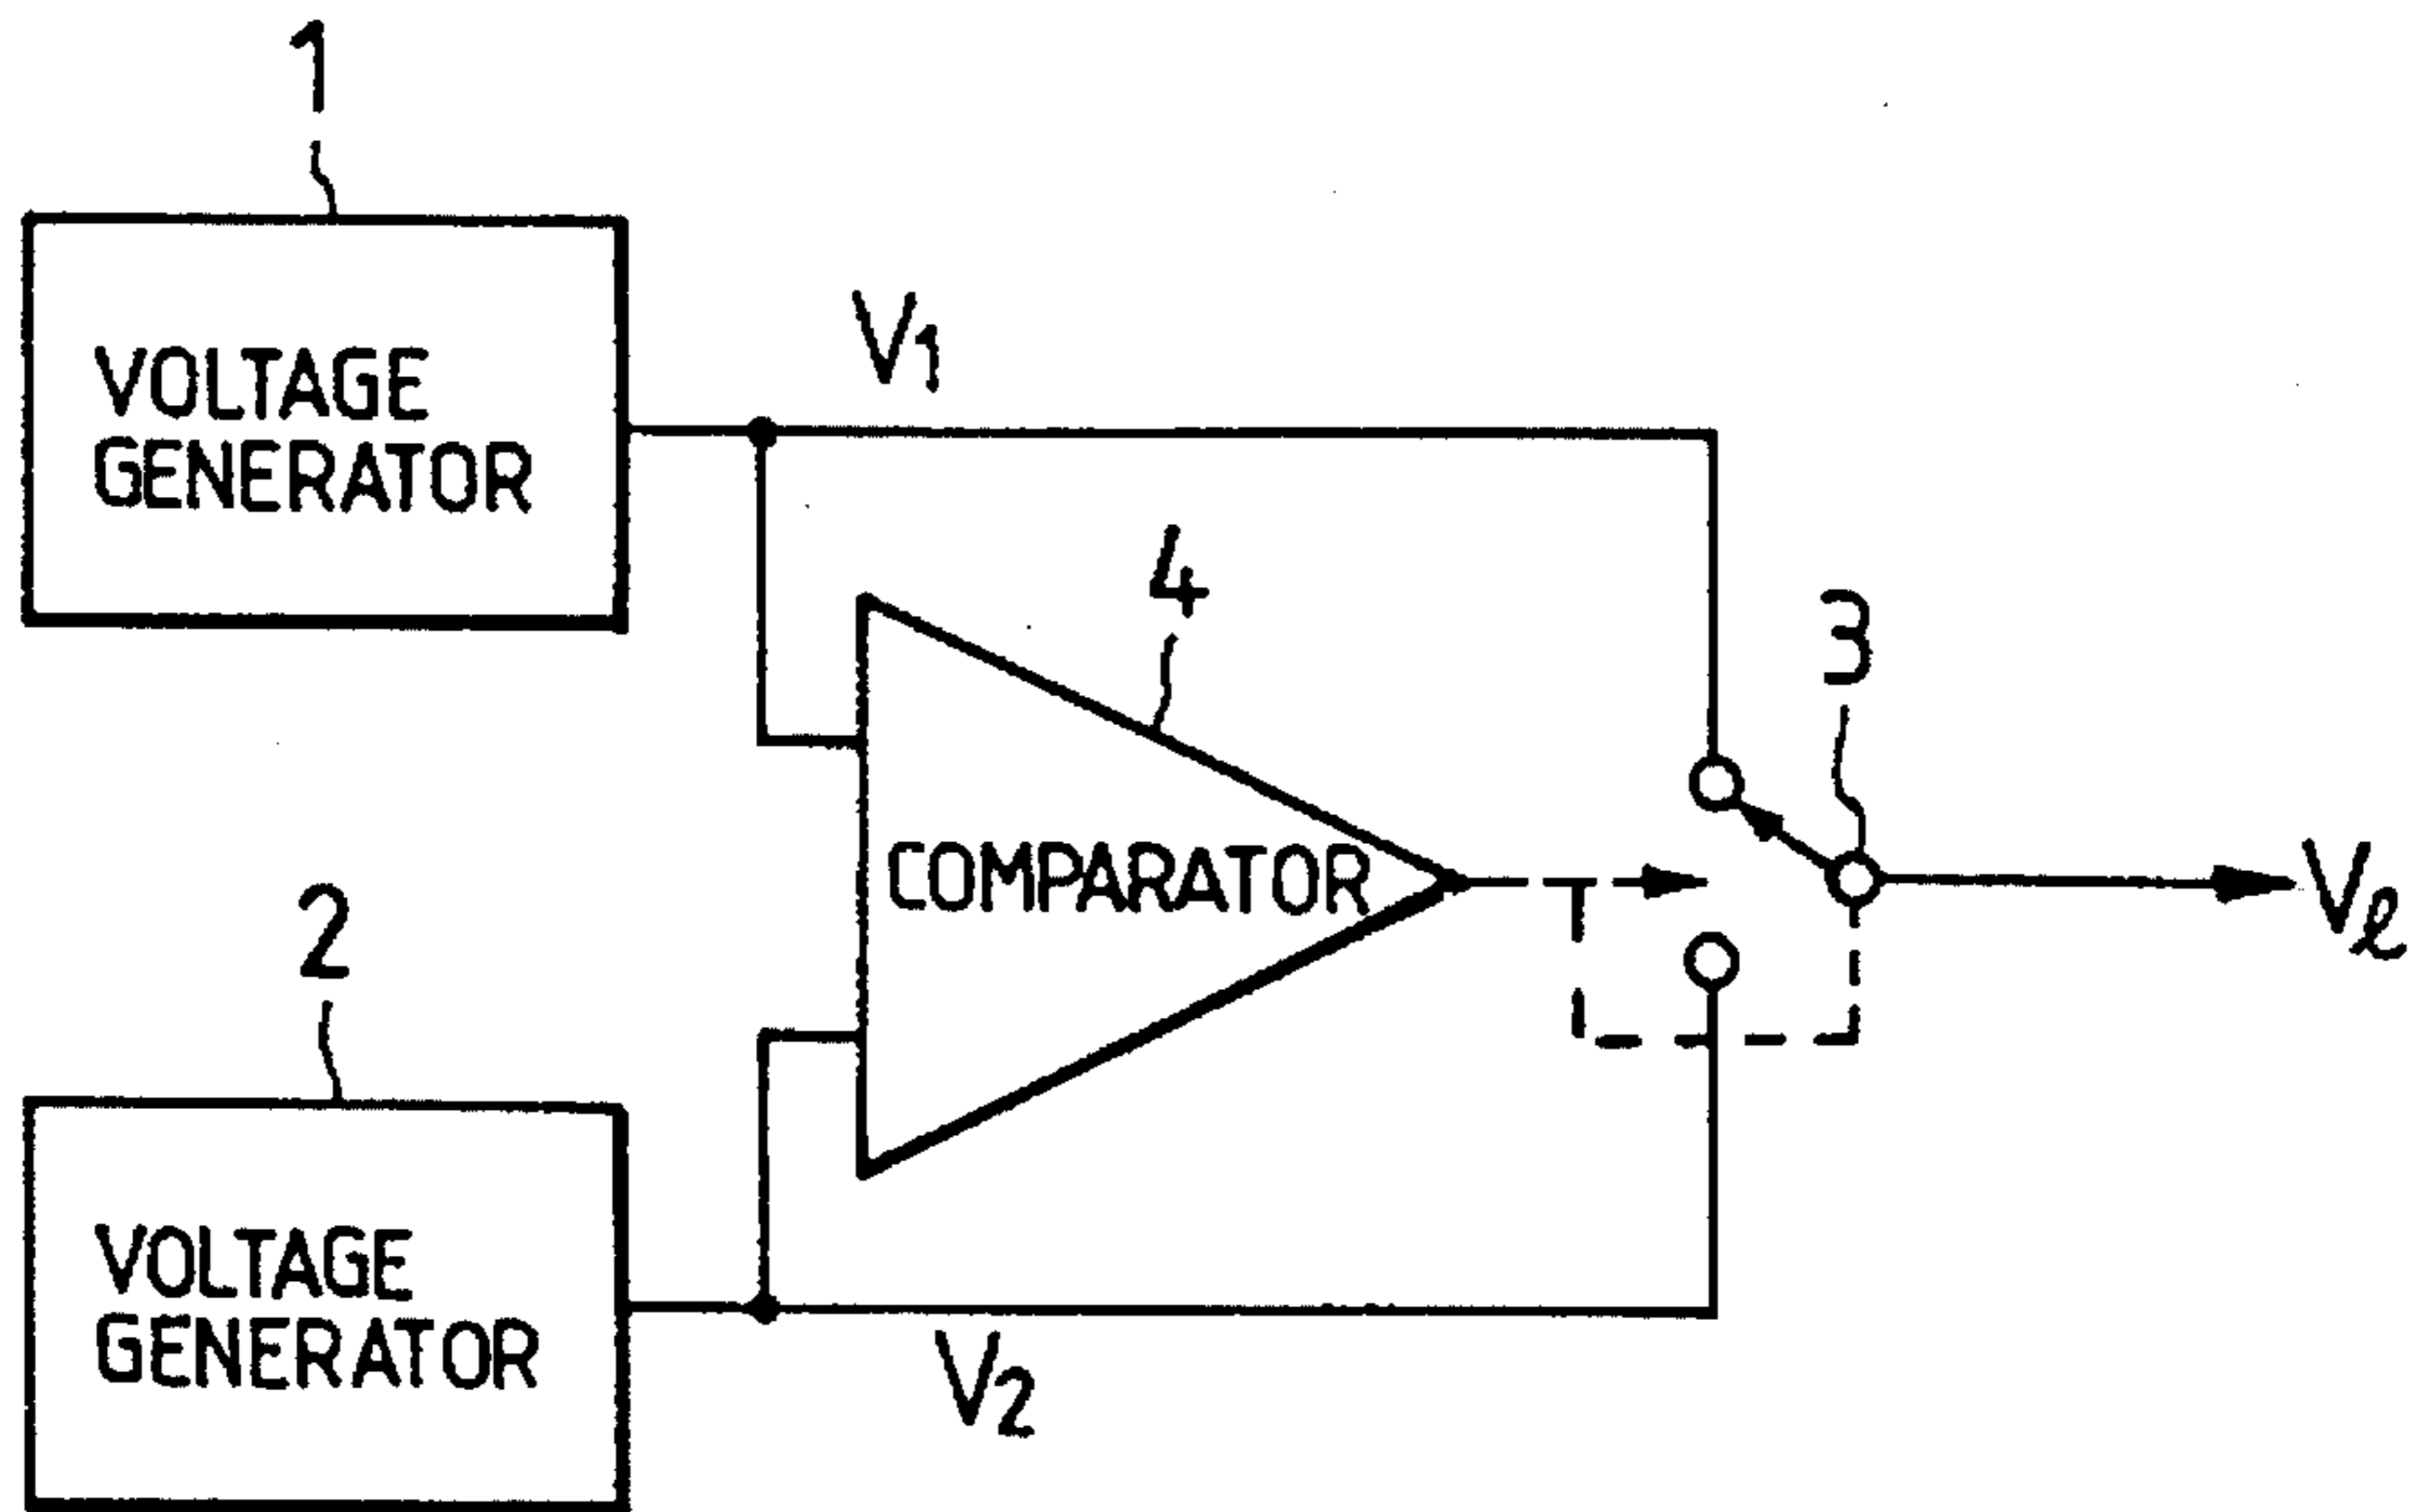 1
VOLTAGE
GENERATOR
V1
4
3
COMPARATOR
Vℓ
2
VOLTAGE
GENERATOR
V2